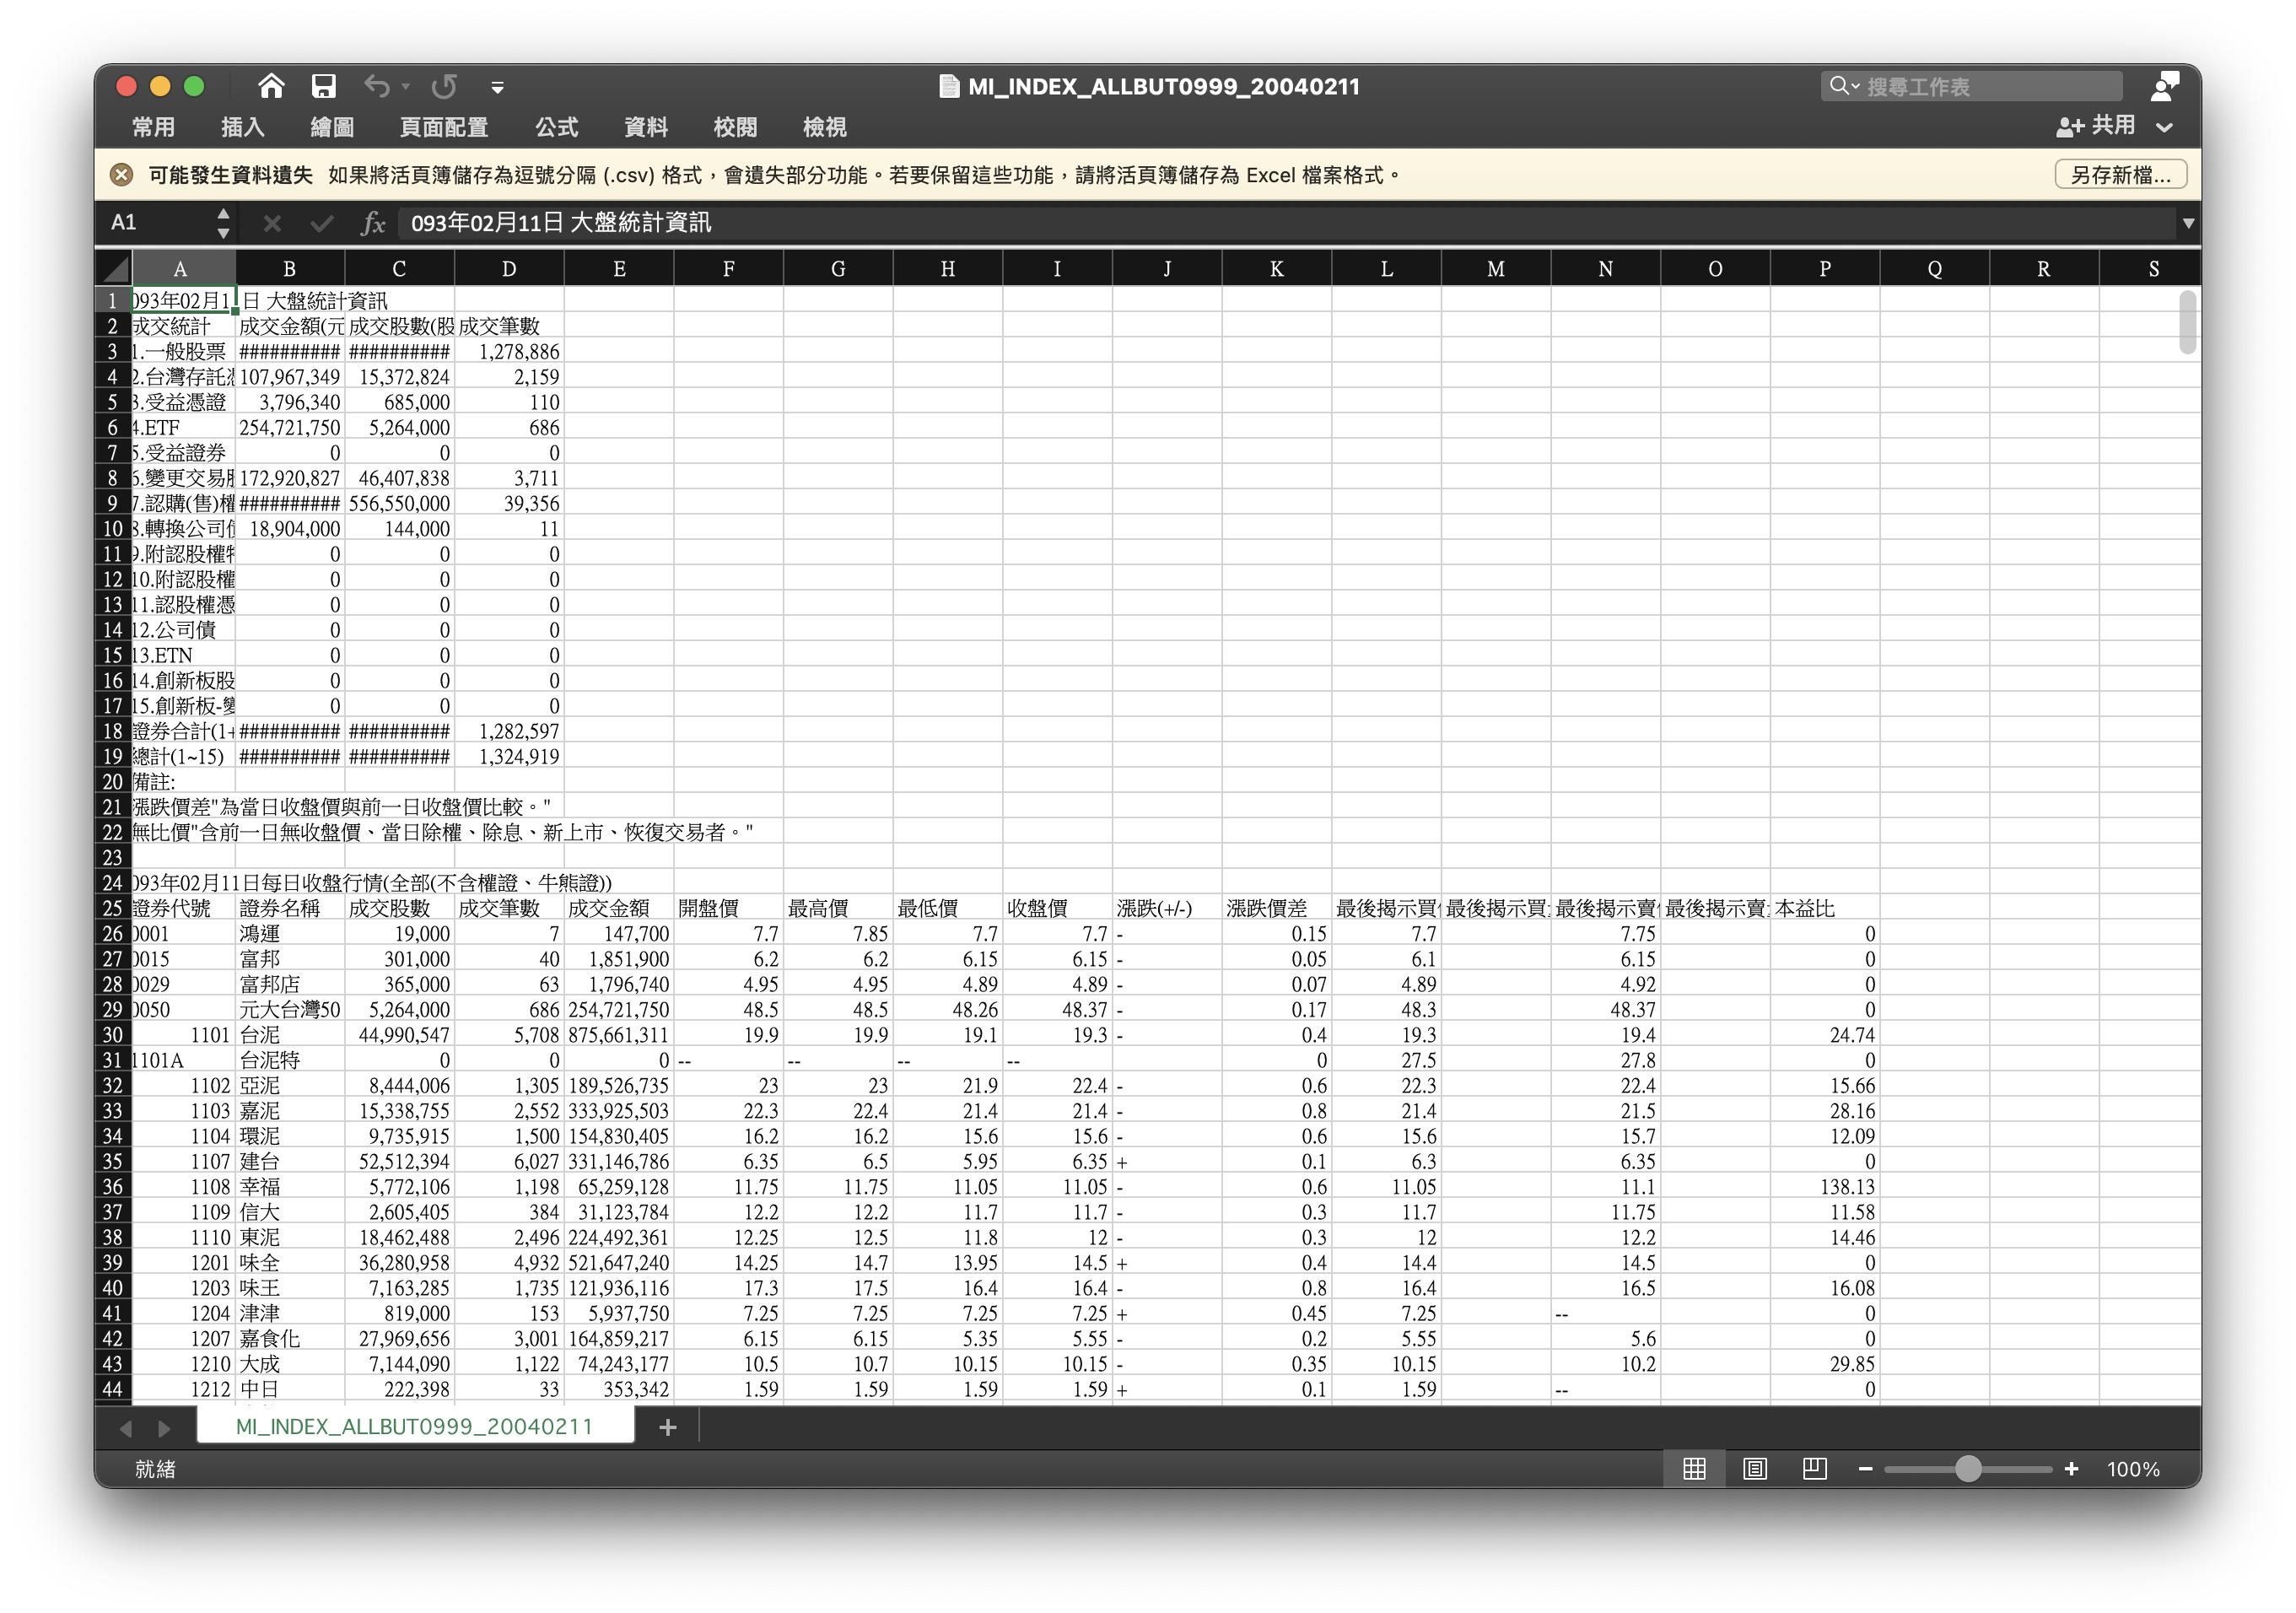 MI_INDEX_ALLBUT0999_20040211
搜尋工作表
常用 插入 繪圖 頁面配置 公式 資料 校閱 檢視 共用
可能發生資料遺失 如果將活頁簿儲存為逗號分隔 (.csv) 格式，會遺失部分功能。若要保留這些功能，請將活頁簿儲存為 Excel 檔案格式。 另存新檔...
A1 fx 093年02月11日 大盤統計資訊
A B C D E F G H I J K L M N O P Q R S
1 093年02月1 日 大盤統計資訊
2 成交統計 成交金額(元 成交股數(股 成交筆數
3 1.一般股票 ########## ########## 1,278,886
4 2.台灣存託 107,967,349 15,372,824 2,159
5 3.受益憑證 3,796,340 685,000 110
6 4.ETF 254,721,750 5,264,000 686
7 5.受益證券 0 0 0
8 6.變更交易 172,920,827 46,407,838 3,711
9 7.認購(售)權 ########## 556,550,000 39,356
10 8.轉換公司 18,904,000 144,000 11
11 9.附認股權 0 0 0
12 10.附認股權 0 0 0
13 11.認股權憑 0 0 0
14 12.公司債 0 0 0
15 13.ETN 0 0 0
16 14.創新板股 0 0 0
17 15.創新板-變 0 0 0
18 證券合計(1+ ########## ########## 1,282,597
19 總計(1~15) ########## ########## 1,324,919
20 備註:
21 漲跌價差"為當日收盤價與前一日收盤價比較。"
22 無比價"含前一日無收盤價、當日除權、除息、新上市、恢復交易者。"
23
24 093年02月11日每日收盤行情(全部(不含權證、牛熊證))
25 證券代號 證券名稱 成交股數 成交筆數 成交金額 開盤價 最高價 最低價 收盤價 漲跌(+/-) 漲跌價差 最後揭示買 最後揭示買 最後揭示賣 最後揭示賣 本益比
26 0001 鴻運 19,000 7 147,700 7.7 7.85 7.7 7.7 - 0.15 7.7 7.75 0
27 0015 富邦 301,000 40 1,851,900 6.2 6.2 6.15 6.15 - 0.05 6.1 6.15 0
28 0029 富邦店 365,000 63 1,796,740 4.95 4.95 4.89 4.89 - 0.07 4.89 4.92 0
29 0050 元大台灣50 5,264,000 686 254,721,750 48.5 48.5 48.26 48.37 - 0.17 48.3 48.37 0
30 1101 台泥 44,990,547 5,708 875,661,311 19.9 19.9 19.1 19.3 - 0.4 19.3 19.4 24.74
31 1101A 台泥特 0 0 0 -- -- -- -- 0 27.5 27.8 0
32 1102 亞泥 8,444,006 1,305 189,526,735 23 23 21.9 22.4 - 0.6 22.3 22.4 15.66
33 1103 嘉泥 15,338,755 2,552 333,925,503 22.3 22.4 21.4 21.4 - 0.8 21.4 21.5 28.16
34 1104 環泥 9,735,915 1,500 154,830,405 16.2 16.2 15.6 15.6 - 0.6 15.6 15.7 12.09
35 1107 建台 52,512,394 6,027 331,146,786 6.35 6.5 5.95 6.35 + 0.1 6.3 6.35 0
36 1108 幸福 5,772,106 1,198 65,259,128 11.75 11.75 11.05 11.05 - 0.6 11.05 11.1 138.13
37 1109 信大 2,605,405 384 31,123,784 12.2 12.2 11.7 11.7 - 0.3 11.7 11.75 11.58
38 1110 東泥 18,462,488 2,496 224,492,361 12.25 12.5 11.8 12 - 0.3 12 12.2 14.46
39 1201 味全 36,280,958 4,932 521,647,240 14.25 14.7 13.95 14.5 + 0.4 14.4 14.5 0
40 1203 味王 7,163,285 1,735 121,936,116 17.3 17.5 16.4 16.4 - 0.8 16.4 16.5 16.08
41 1204 津津 819,000 153 5,937,750 7.25 7.25 7.25 7.25 + 0.45 7.25 -- 0
42 1207 嘉食化 27,969,656 3,001 164,859,217 6.15 6.15 5.35 5.55 - 0.2 5.55 5.6 0
43 1210 大成 7,144,090 1,122 74,243,177 10.5 10.7 10.15 10.15 - 0.35 10.15 10.2 29.85
44 1212 中日 222,398 33 353,342 1.59 1.59 1.59 1.59 + 0.1 1.59 -- 0
MI_INDEX_ALLBUT0999_20040211
就緒 100%